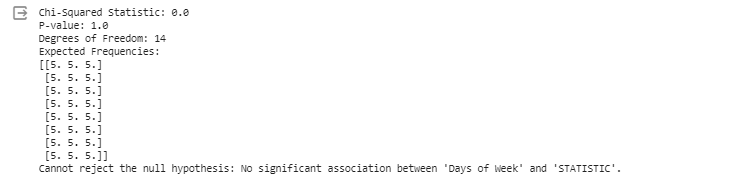 Chi-Squared Statistic: 0.0
P-value: 1.0
Degrees of Freedom: 14
Expected Frequencies:
[[5. 5. 5.]
[5. 5. 5.]
[5. 5. 5.]
[5. 5. 5.]
[5. 5. 5.]
[5. 5. 5.]
[5. 5. 5.]
[5. 5. 5.]]
Cannot reject the null hypothesis: No significant association between 'Days of Week' and 'STATISTIC'.